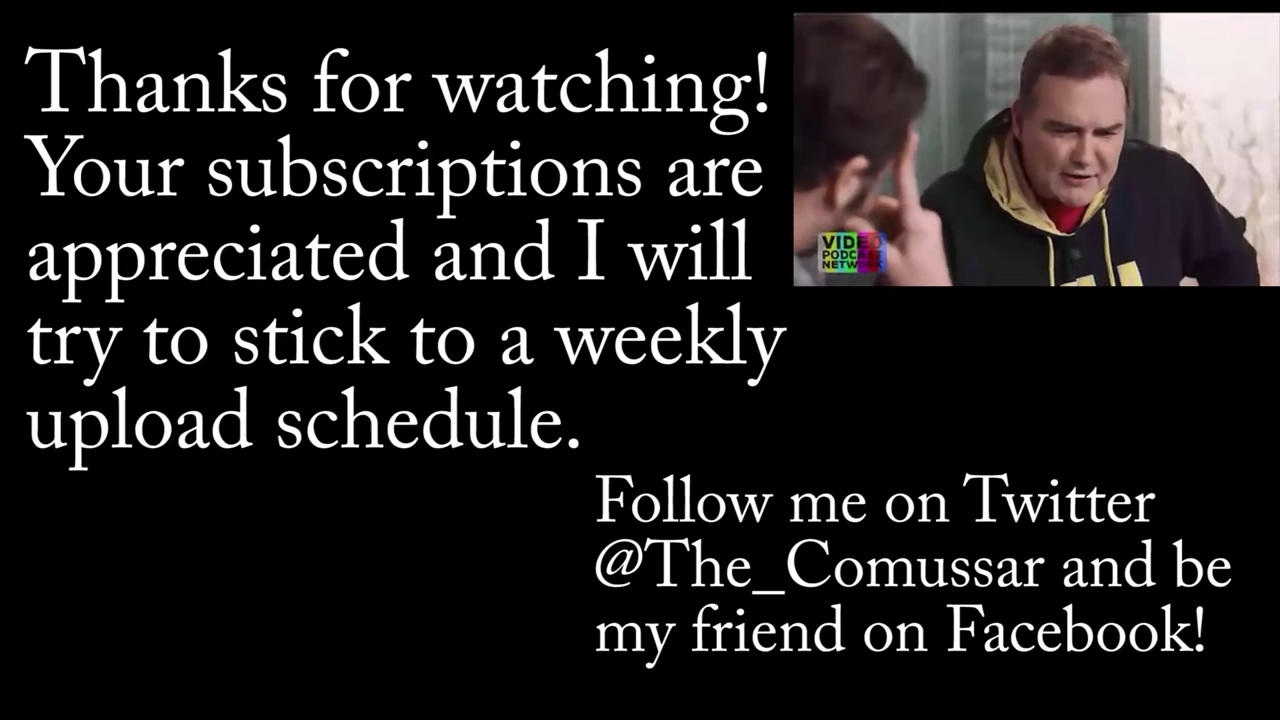 Thanks for watching!
Your subscriptions are
appreciated and I will
try to stick to a weekly
upload schedule.
VIDEO
PODCAST
NETWORK
Follow me on Twitter
@The_Comussar and be
my friend on Facebook!